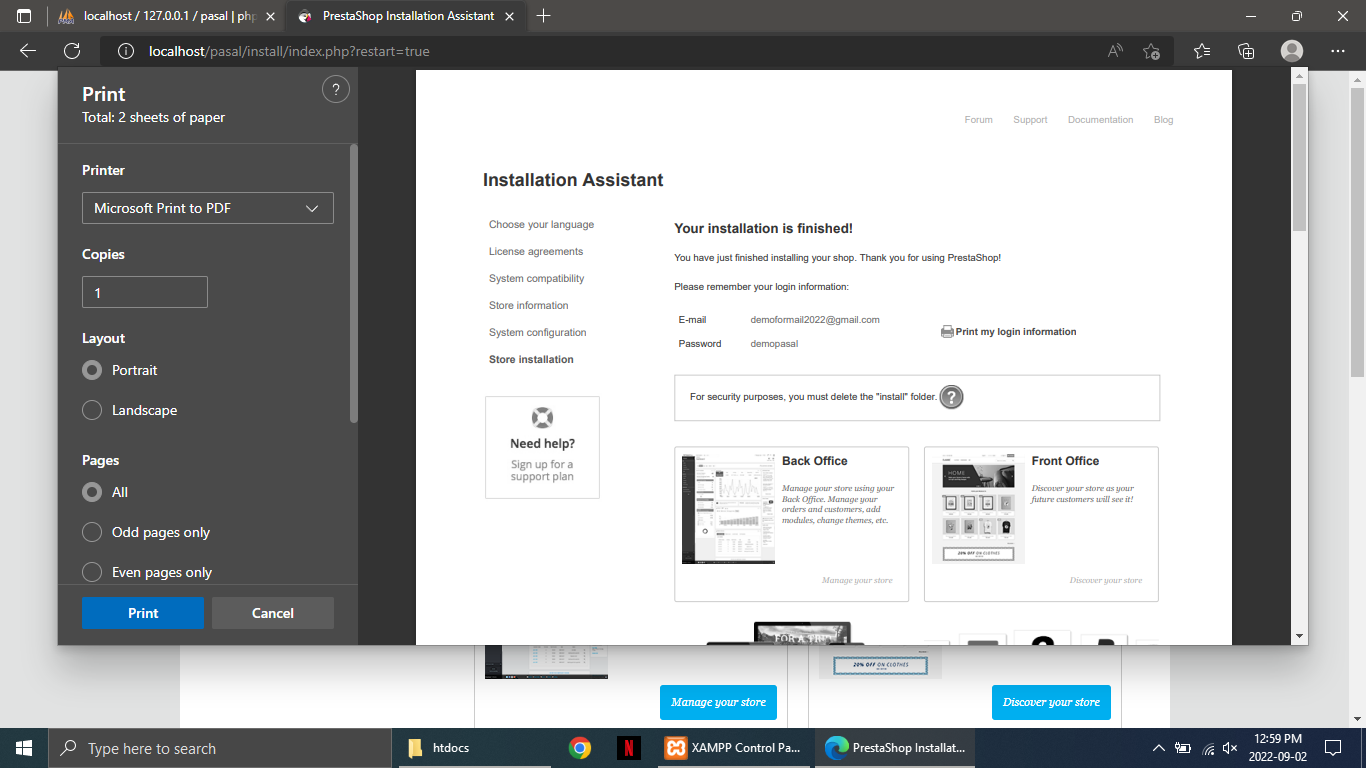 localhost / 127.0.0.1 / pasal | php
PrestaShop Installation Assistant
localhost/pasal/install/index.php?restart=true
Print
Total: 2 sheets of paper
?
Printer
Microsoft Print to PDF
Copies
1
Layout
Portrait
Landscape
Pages
All
Odd pages only
Even pages only
Print
Cancel
Forum
Support
Documentation
Blog
Installation Assistant
Choose your language
License agreements
System compatibility
Store information
System configuration
Store installation
Need help?
Sign up for a
support plan
Your installation is finished!
You have just finished installing your shop. Thank you for using PrestaShop!
Please remember your login information:
E-mail demoformail2022@gmail.com
Password demopasal
Print my login information
For security purposes, you must delete the "install" folder. ?
Back Office
Manage your store using your
Back Office. Manage your
orders and customers, add
modules, change themes, etc.
Manage your store
HOME
20% OFF ON CLOTHES
Front Office
Discover your store as your
future customers will see it!
Discover your store
20% OFF ON CLOTHES
Manage your store
Discover your store
Type here to search
htdocs
N
XAMPP Control Pa...
PrestaShop Installat...
12:59 PM
2022-09-02